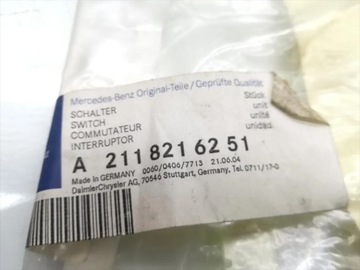 Mercedes-Benz Original-Teile / Geprüfte Qualität
SCHALTER Stück
SWITCH unit
COMMUTATEUR unité
INTERRUPTOR unidad
A 211 821 62 51
Made in GERMANY 0060/0406/7713 21.06.04
DaimlerChrysler AG, 70546 Stuttgart, Germany, Tel. 0711/17-0